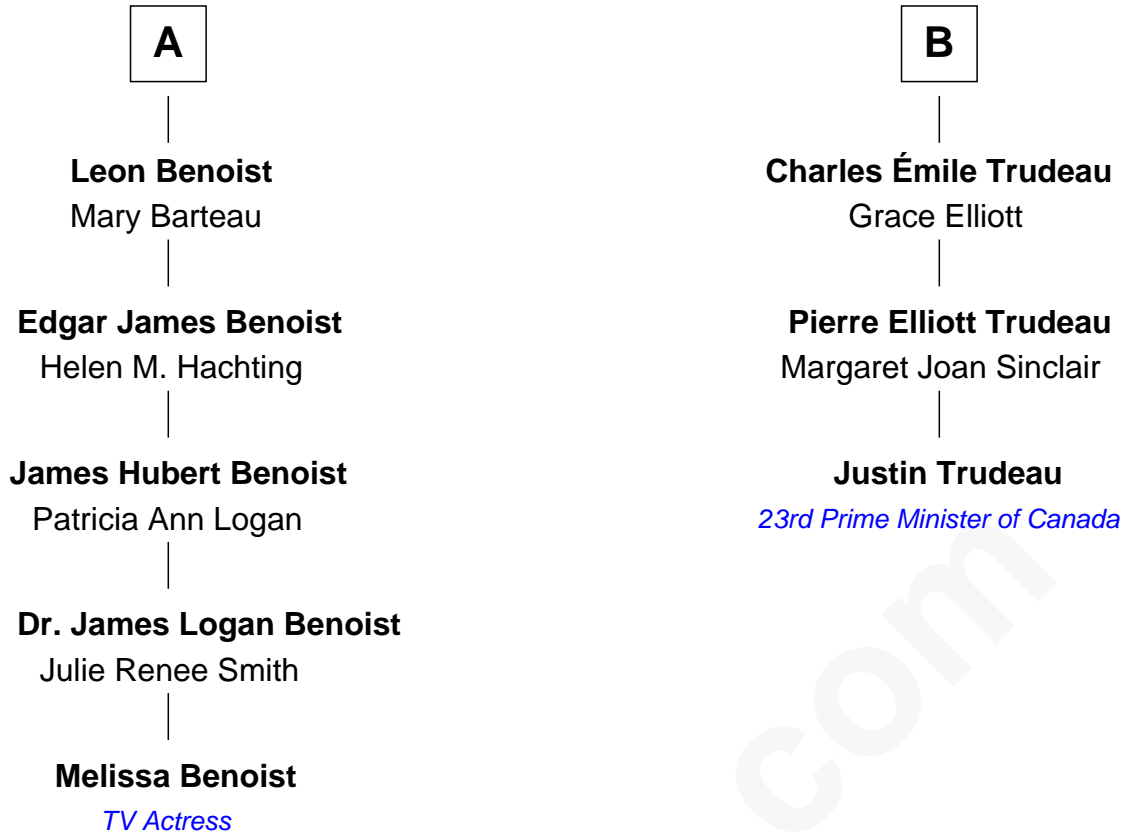 A
Leon Benoist
Mary Barteau
Edgar James Benoist
Helen M. Hachting
James Hubert Benoist
Patricia Ann Logan
Dr. James Logan Benoist
Julie Renee Smith
Melissa Benoist
TV Actress
B
Charles Émile Trudeau
Grace Elliott
Pierre Elliott Trudeau
Margaret Joan Sinclair
Justin Trudeau
23rd Prime Minister of Canada
com